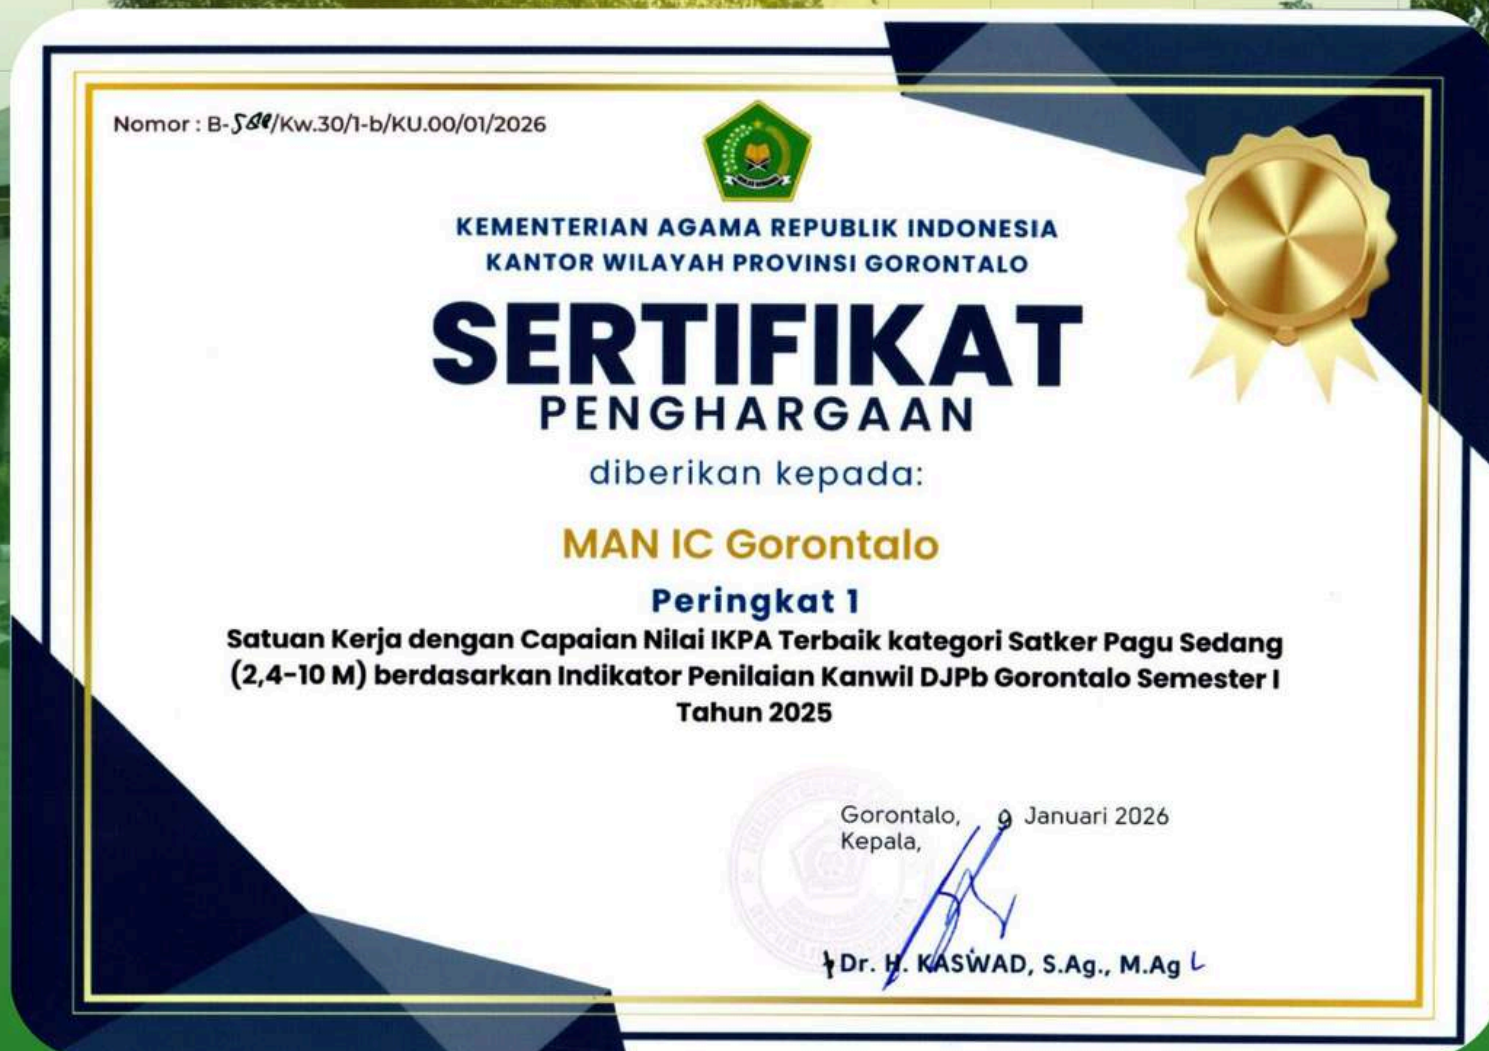 Nomor : B-/Kw.30/1-b/KU.00/01/2026
KEMENTERIAN AGAMA REPUBLIK INDONESIA
KANTOR WILAYAH PROVINSI GORONTALO
SERTIFIKAT
PENGHARGAAN
diberikan kepada:
MAN IC Gorontalo
Peringkat 1
Satuan Kerja dengan Capaian Nilai IKPA Terbaik kategori Satker Pagu Sedang
(2,4-10 M) berdasarkan Indikator Penilaian Kanwil DJPb Gorontalo Semester I
Tahun 2025
Gorontalo, 9 Januari 2026
Kepala,
Dr. H. KASWAD, S.Ag., M.Ag